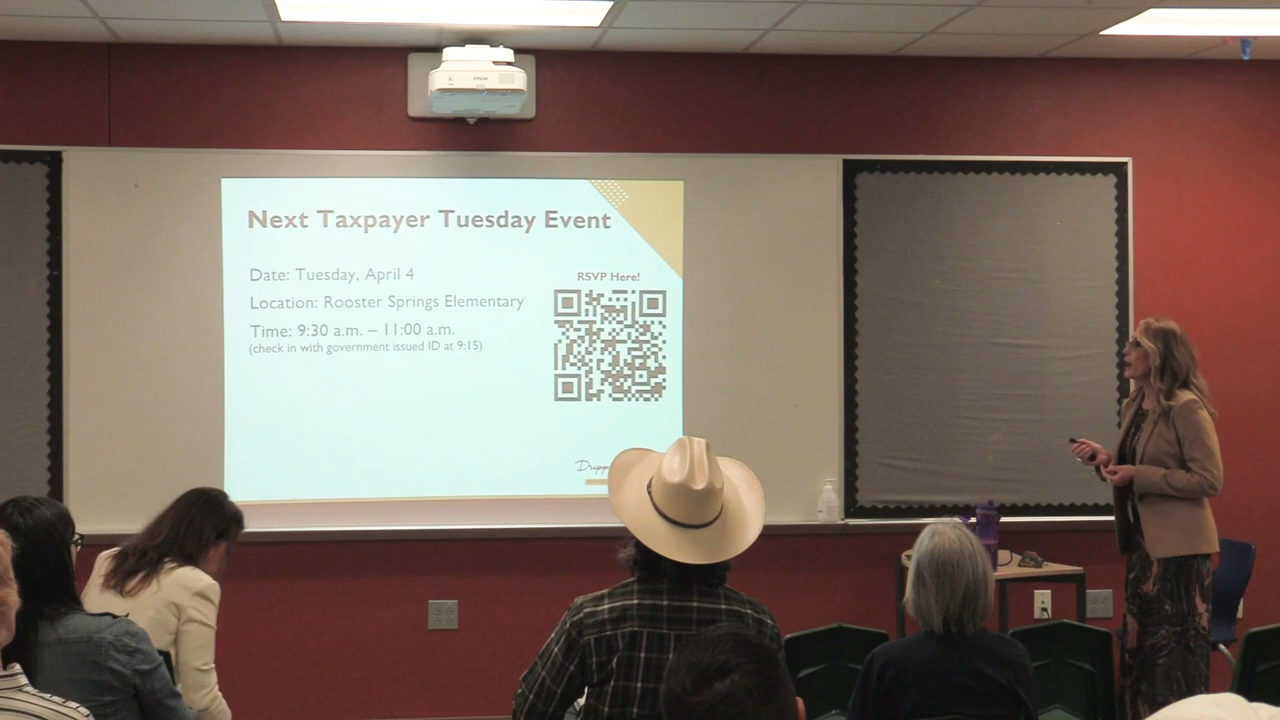 EPSON
Next Taxpayer Tuesday Event
Date: Tuesday, April 4
Location: Rooster Springs Elementary
Time: 9:30 a.m. – 11:00 a.m.
(check in with government issued ID at 9:15)
RSVP Here!